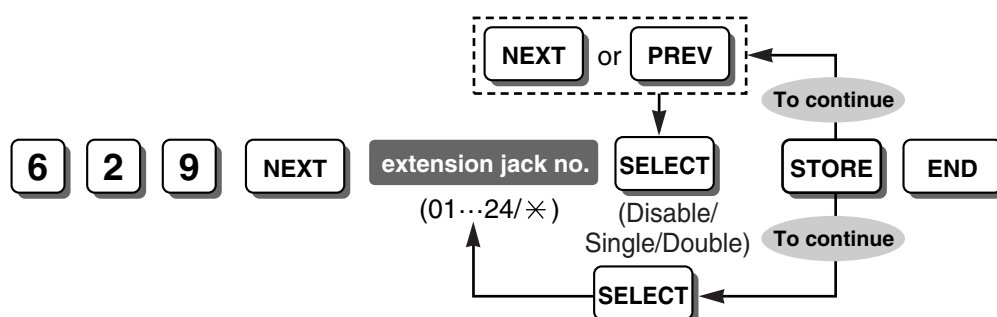 NEXT or PREV
To continue
6 2 9 NEXT extension jack no. SELECT STORE END
(01···24/✳)
(Disable/
Single/Double)
To continue
SELECT